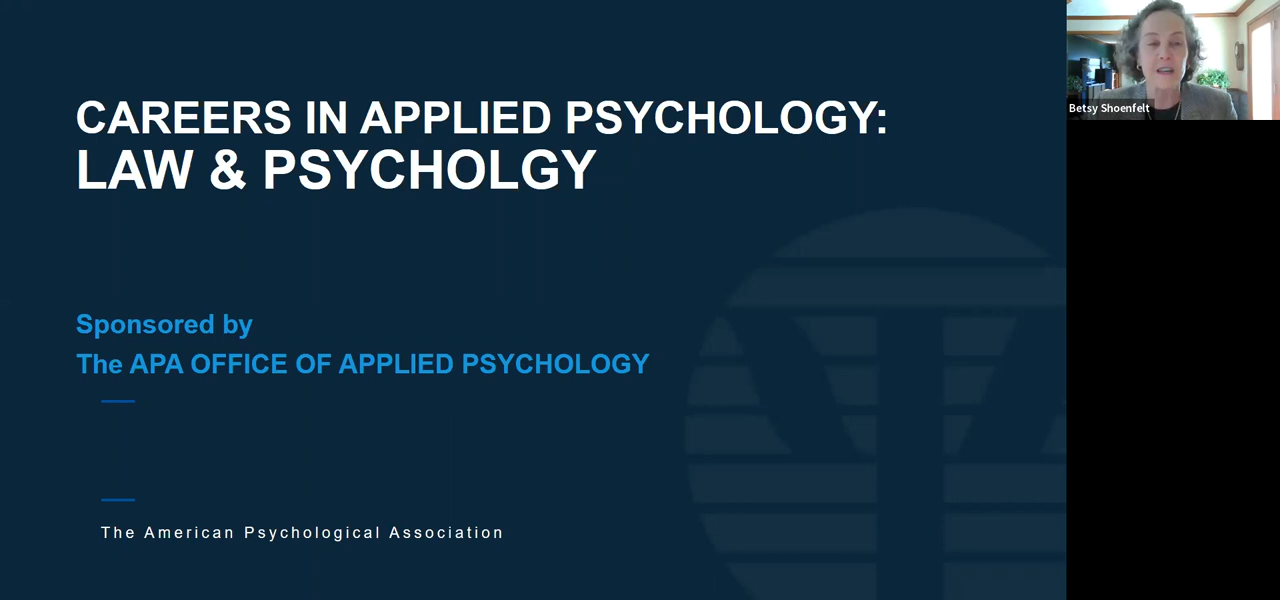 CAREERS IN APPLIED PSYCHOLOGY:
LAW & PSYCHOLGY
Sponsored by
The APA OFFICE OF APPLIED PSYCHOLOGY
The American Psychological Association
Betsy Shoenfelt